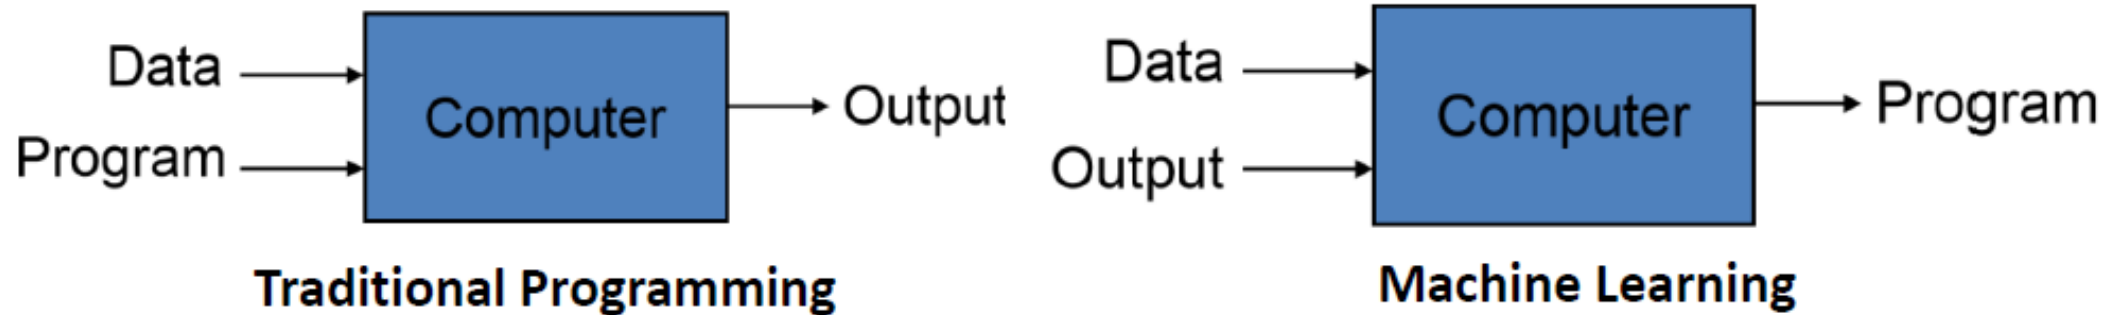 Data
Program
Computer
Output
Traditional Programming
Data
Output
Computer
Program
Machine Learning